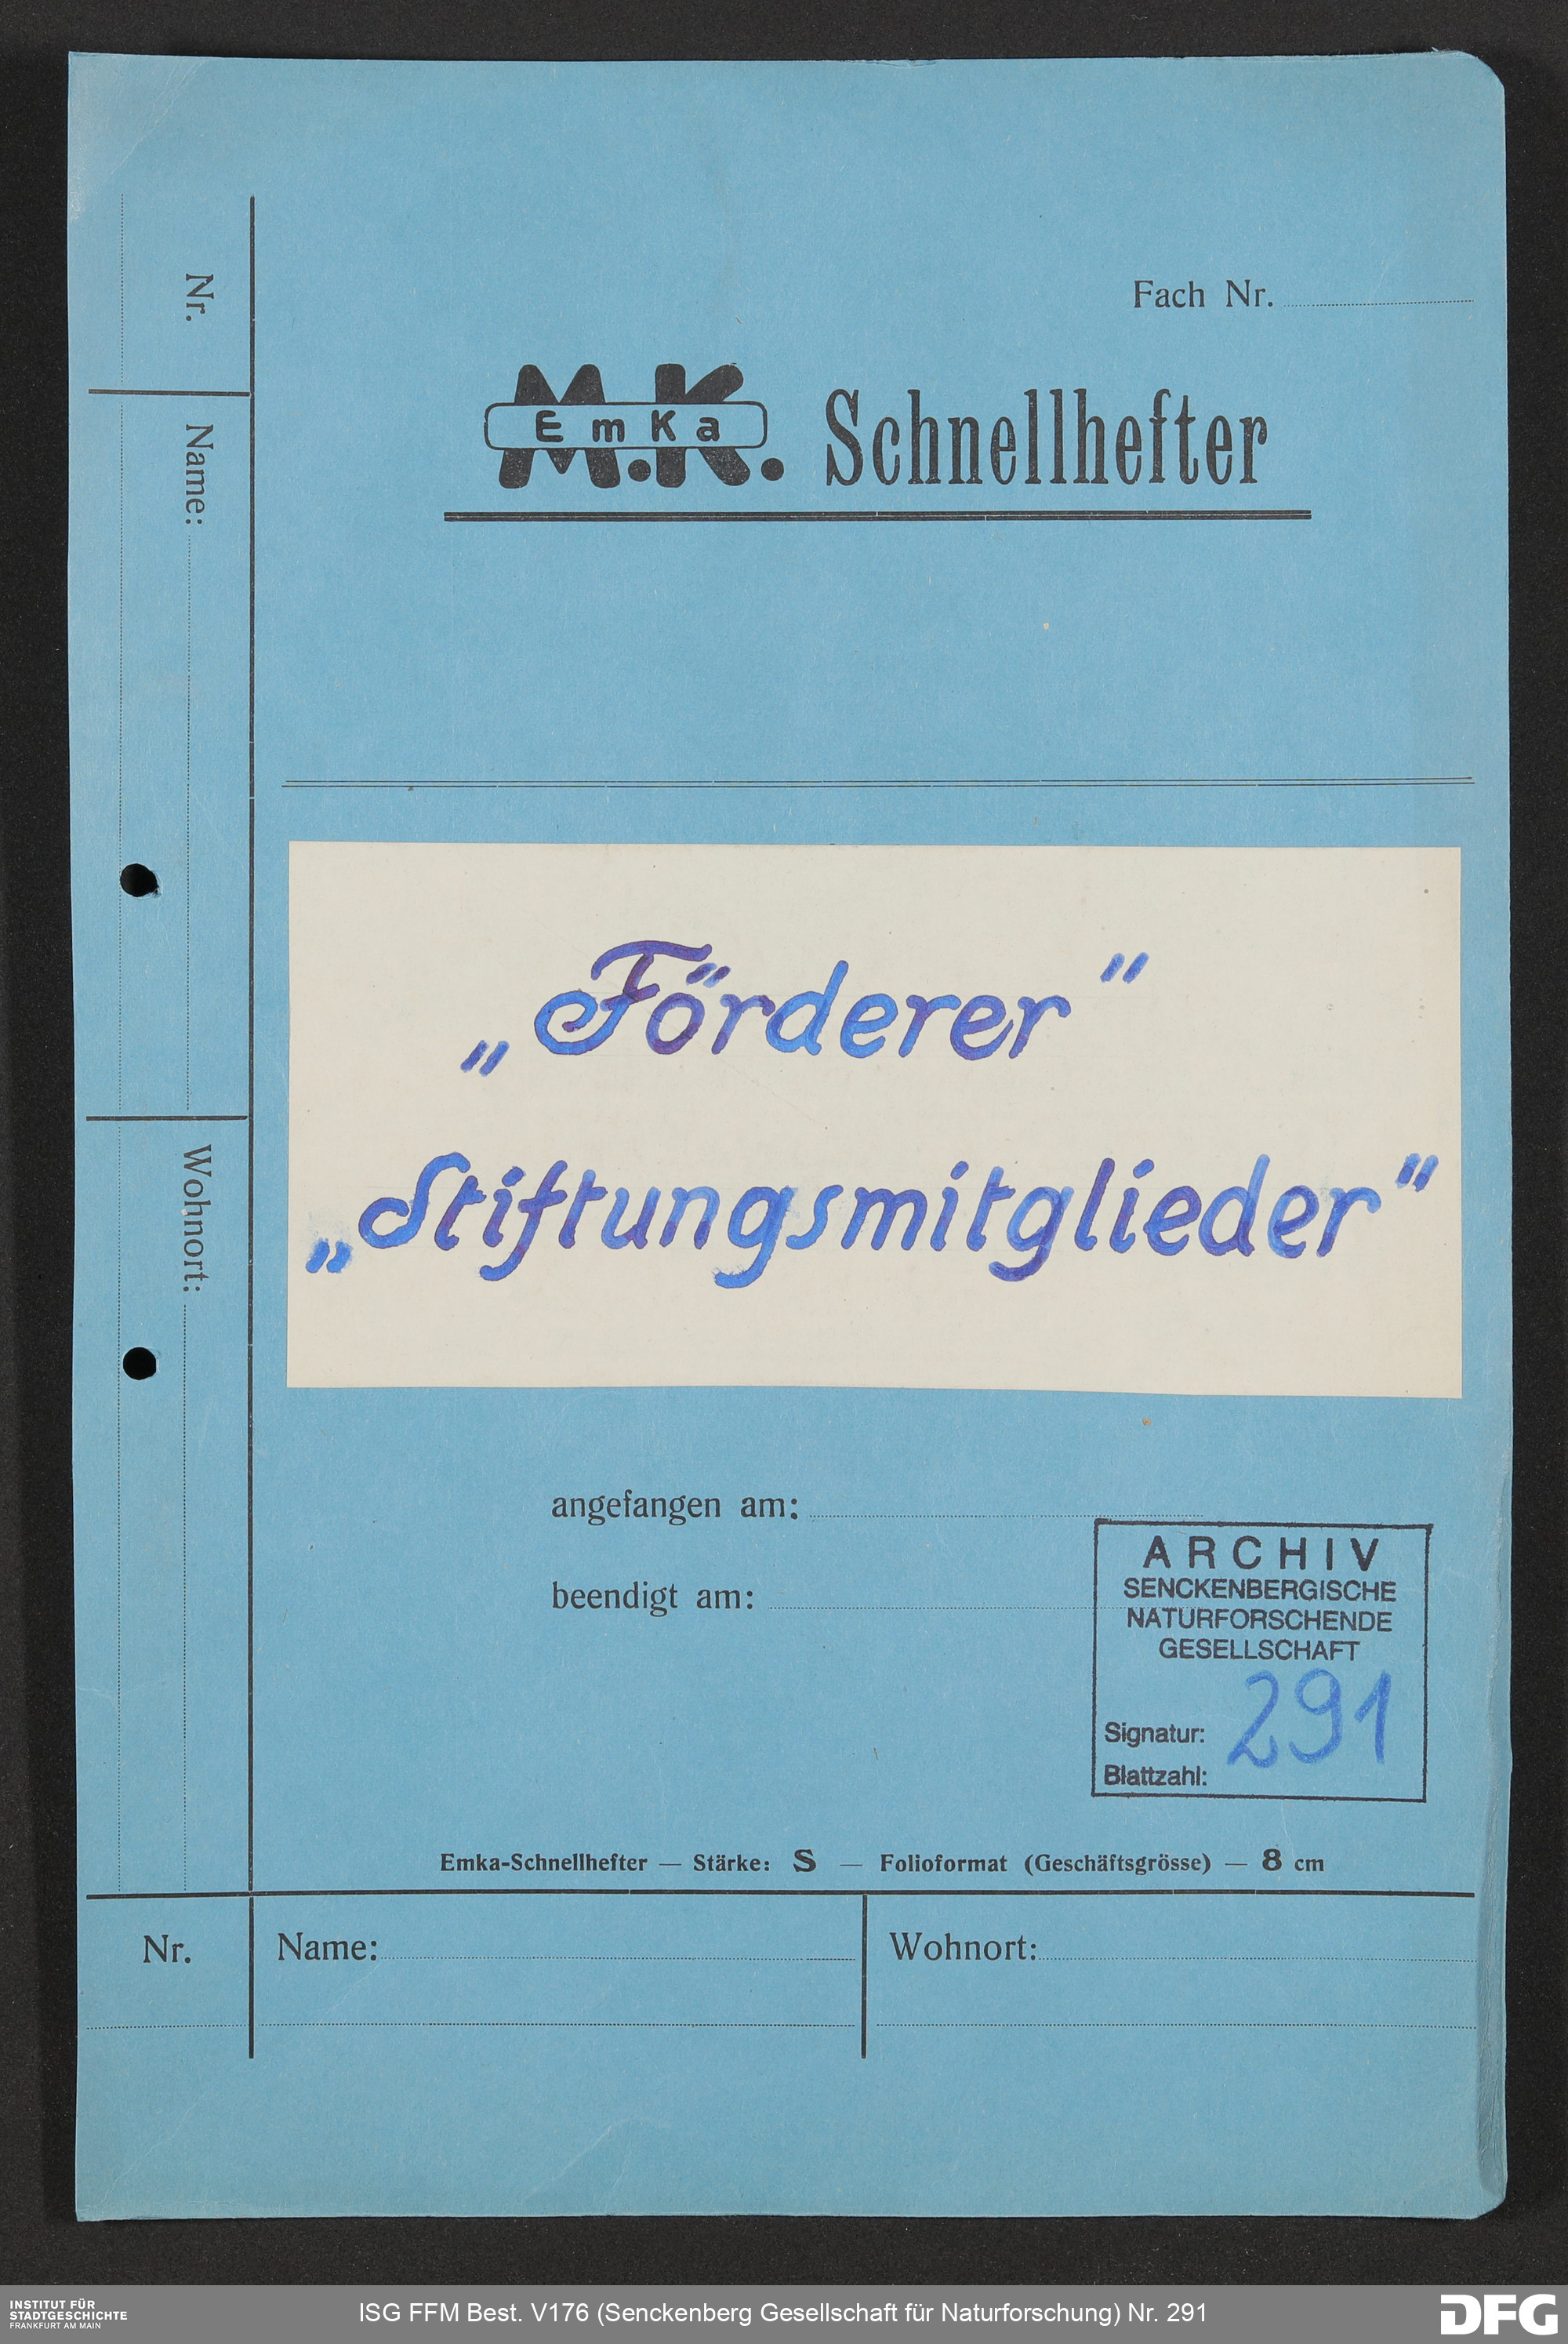 Fach Nr.
M.K.
EmKa
Schnellhefter
Nr.
Name:
Wohnort:
„Förderer"
„Stiftungsmitglieder"
angefangen am:
beendigt am:
ARCHIV
SENCKENBERGISCHE
NATURFORSCHENDE
GESELLSCHAFT
Signatur: 291
Blattzahl:
Emka-Schnellhefter — Stärke: S — Folioformat (Geschäftsgrösse) — 8 cm
Nr.
Name:
Wohnort:
INSTITUT FÜR
STADTGESCHICHTE
FRANKFURT AM MAIN
ISG FFM Best. V176 (Senckenberg Gesellschaft für Naturforschung) Nr. 291
DFG